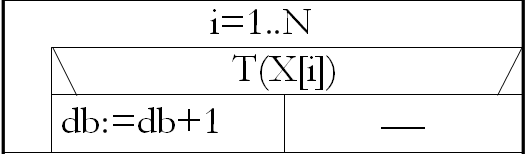 i=1..N
T(X[i])
db:=db+1 —